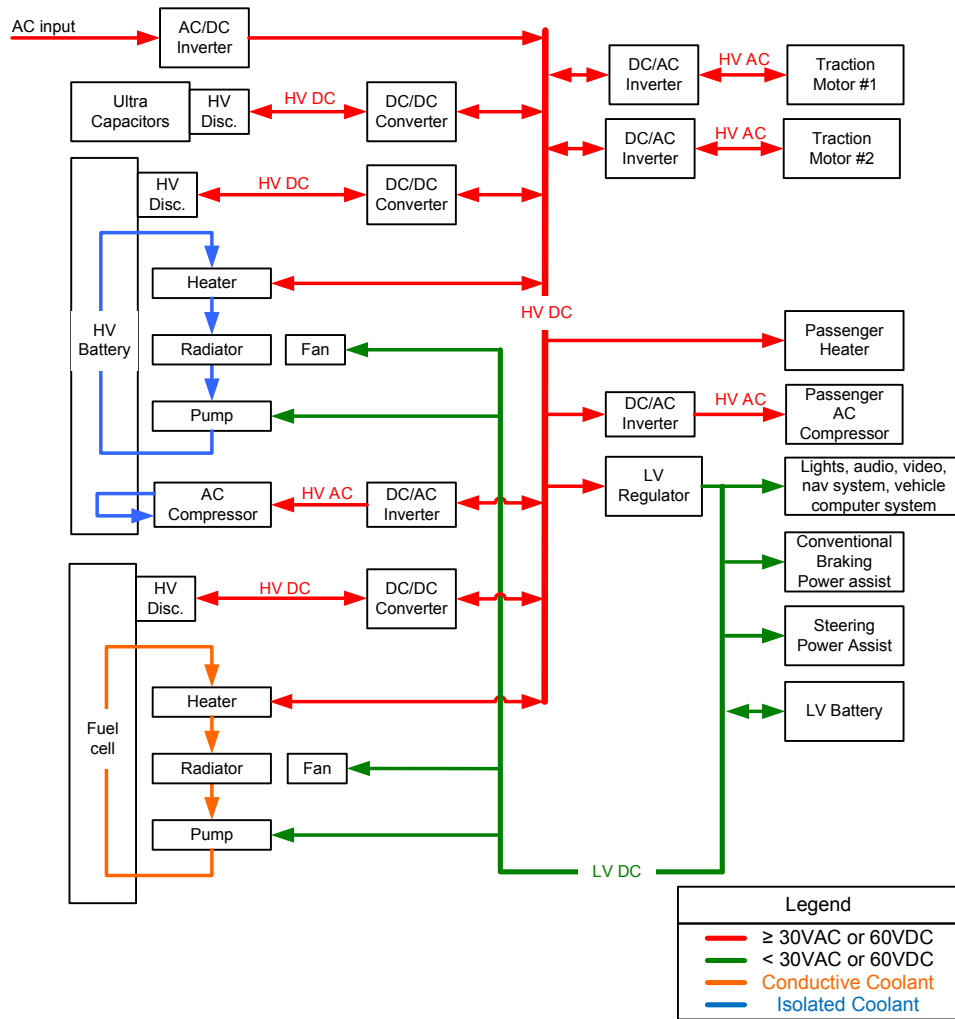 AC input
AC/DC
Inverter
DC/AC
Inverter
HV AC
Traction
Motor #1
Ultra
Capacitors
HV
Disc.
HV DC
DC/DC
Converter
DC/AC
Inverter
HV AC
Traction
Motor #2
HV
Disc.
HV DC
DC/DC
Converter
Heater
HV DC
HV
Battery
Radiator
Fan
Passenger
Heater
Pump
DC/AC
Inverter
HV AC
Passenger
AC
Compressor
AC
Compressor
HV AC
DC/AC
Inverter
LV
Regulator
Lights, audio, video,
nav system, vehicle
computer system
Conventional
Braking
Power assist
HV
Disc.
HV DC
DC/DC
Converter
Steering
Power Assist
Heater
LV Battery
Fuel
cell
Radiator
Fan
Pump
LV DC
Legend
≥ 30VAC or 60VDC
< 30VAC or 60VDC
Conductive Coolant
Isolated Coolant